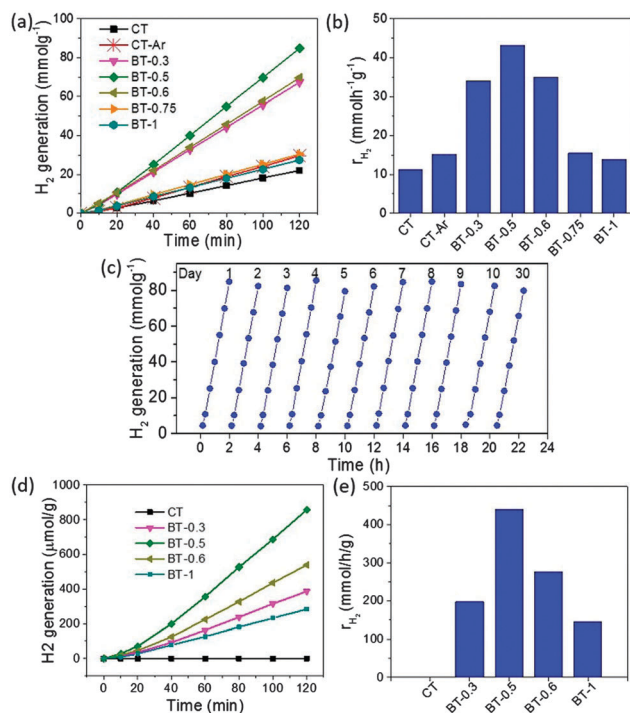 (a)
H₂ generation (mmolg⁻¹)
100
80
60
40
20
0
CT
CT-Ar
BT-0.3
BT-0.5
BT-0.6
BT-0.75
BT-1
0 20 40 60 80 100 120
Time (min)
(b)
r_H₂ (mmolh⁻¹g⁻¹)
50
40
30
20
10
0
CT
CT-Ar
BT-0.3
BT-0.5
BT-0.6
BT-0.75
BT-1
(c)
H₂ generation (mmolg⁻¹)
80
60
40
20
0
Day 1 2 3 4 5 6 7 8 9 10 30
0 2 4 6 8 10 12 14 16 18 20 22 24
Time (h)
(d)
H2 generation (μmol/g)
1000
800
600
400
200
0
CT
BT-0.3
BT-0.5
BT-0.6
BT-1
0 20 40 60 80 100 120
Time (min)
(e)
r_H₂ (mmol/h/g)
500
400
300
200
100
0
CT
BT-0.3
BT-0.5
BT-0.6
BT-1